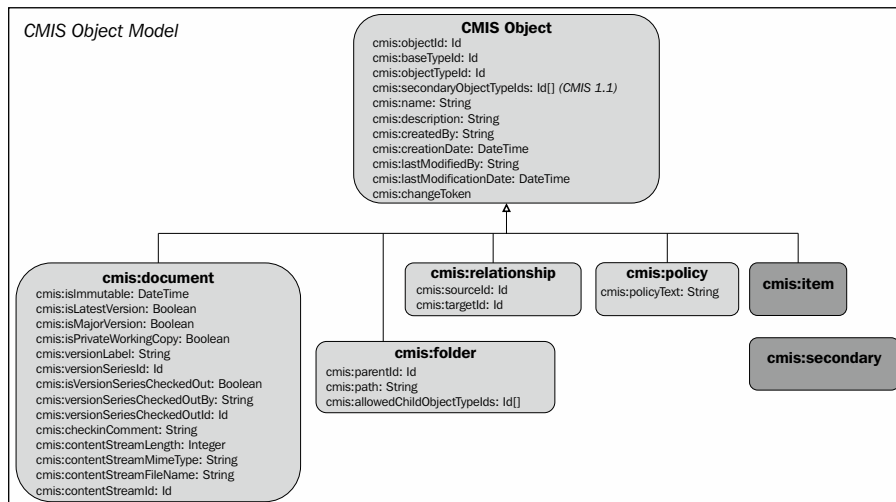 CMIS Object Model
CMIS Object
cmis:objectId: Id
cmis:baseTypeId: Id
cmis:objectTypeId: Id
cmis:secondaryObjectTypeIds: Id[] (CMIS 1.1)
cmis:name: String
cmis:description: String
cmis:createdBy: String
cmis:creationDate: DateTime
cmis:lastModifiedBy: String
cmis:lastModificationDate: DateTime
cmis:changeToken
cmis:document
cmis:isImmutable: DateTime
cmis:isLatestVersion: Boolean
cmis:isMajorVersion: Boolean
cmis:isPrivateWorkingCopy: Boolean
cmis:versionLabel: String
cmis:versionSeriesId: Id
cmis:isVersionSeriesCheckedOut: Boolean
cmis:versionSeriesCheckedOutBy: String
cmis:versionSeriesCheckedOutId: Id
cmis:checkinComment: String
cmis:contentStreamLength: Integer
cmis:contentStreamMimeType: String
cmis:contentStreamFileName: String
cmis:contentStreamId: Id
cmis:folder
cmis:parentId: Id
cmis:path: String
cmis:allowedChildObjectTypeIds: Id[]
cmis:relationship
cmis:sourceId: Id
cmis:targetId: Id
cmis:policy
cmis:policyText: String
cmis:item
cmis:secondary